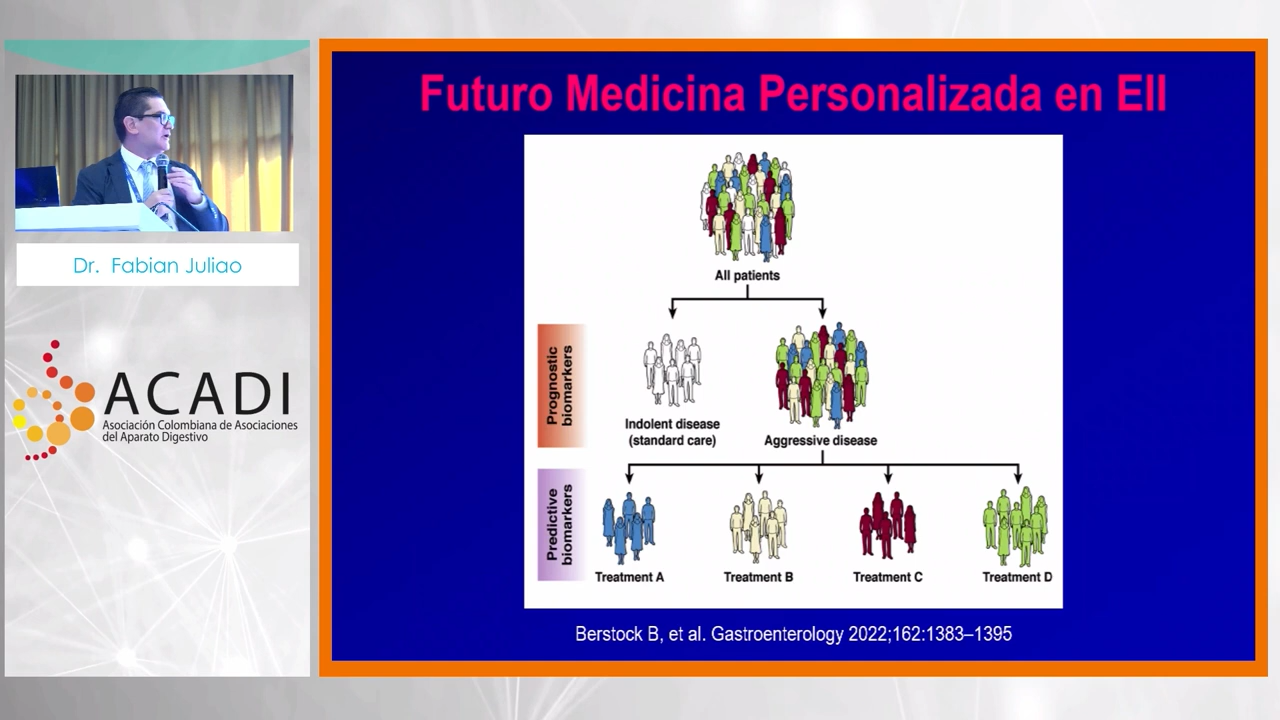 Futuro Medicina Personalizada en EII
All patients
Prognostic
biomarkers
Indolent disease
(standard care)
Aggressive disease
Predictive
biomarkers
Treatment A
Treatment B
Treatment C
Treatment D
Berstock B, et al. Gastroenterology 2022;162:1383–1395
Dr. Fabian Juliao
ACADI
Asociación Colombiana de Asociaciones
del Aparato Digestivo